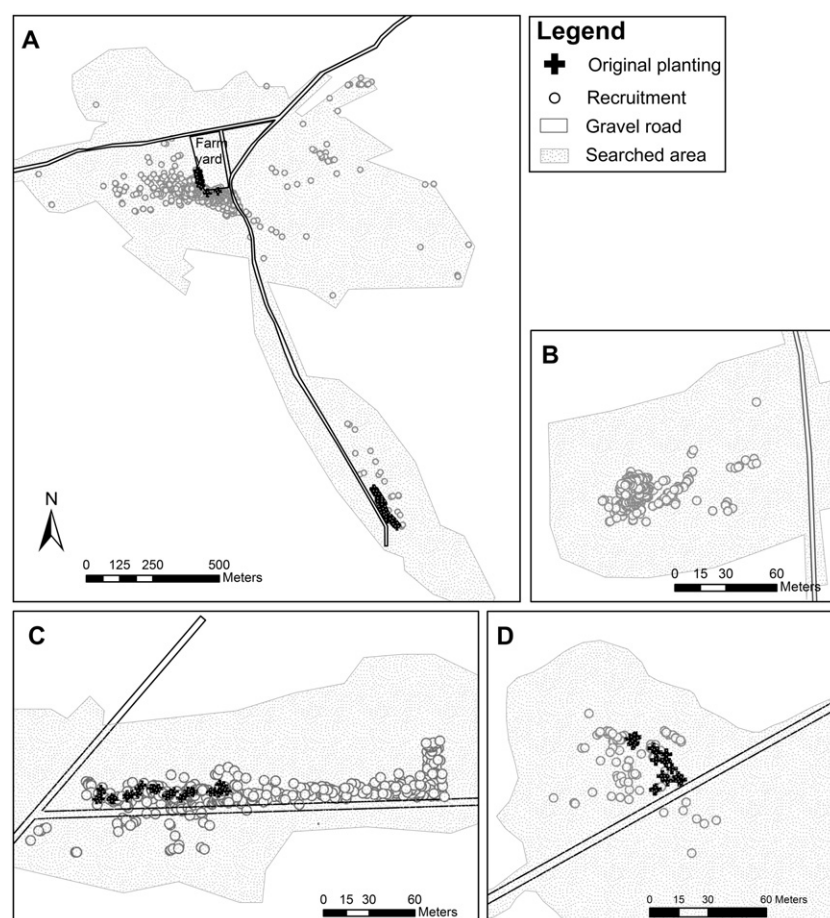 A
Farm
yard
N
0 125 250 500
Meters
Legend
Original planting
Recruitment
Gravel road
Searched area
B
0 15 30 60
Meters
C
0 15 30 60
Meters
D
0 15 30 60 Meters